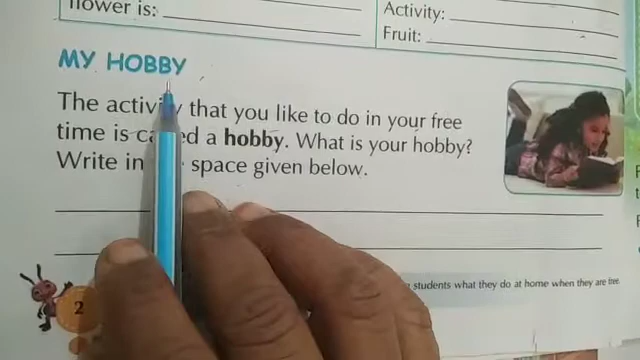 flower is:
Activity:
Fruit:
MY HOBBY
The activity that you like to do in your free
time is called a hobby. What is your hobby?
Write in space given below.
students what they do at home when they are free.
2